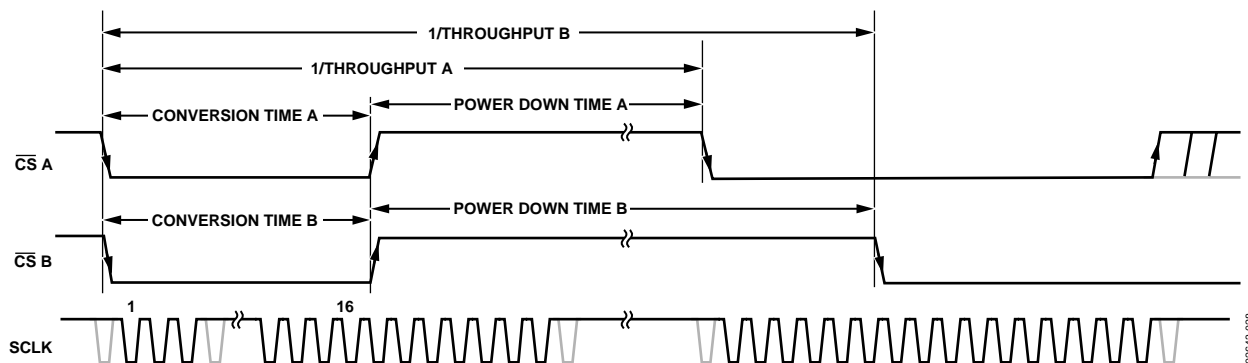 1/THROUGHPUT B
1/THROUGHPUT A
CONVERSION TIME A
POWER DOWN TIME A
CS A
CONVERSION TIME B
POWER DOWN TIME B
CS B
1
16
SCLK